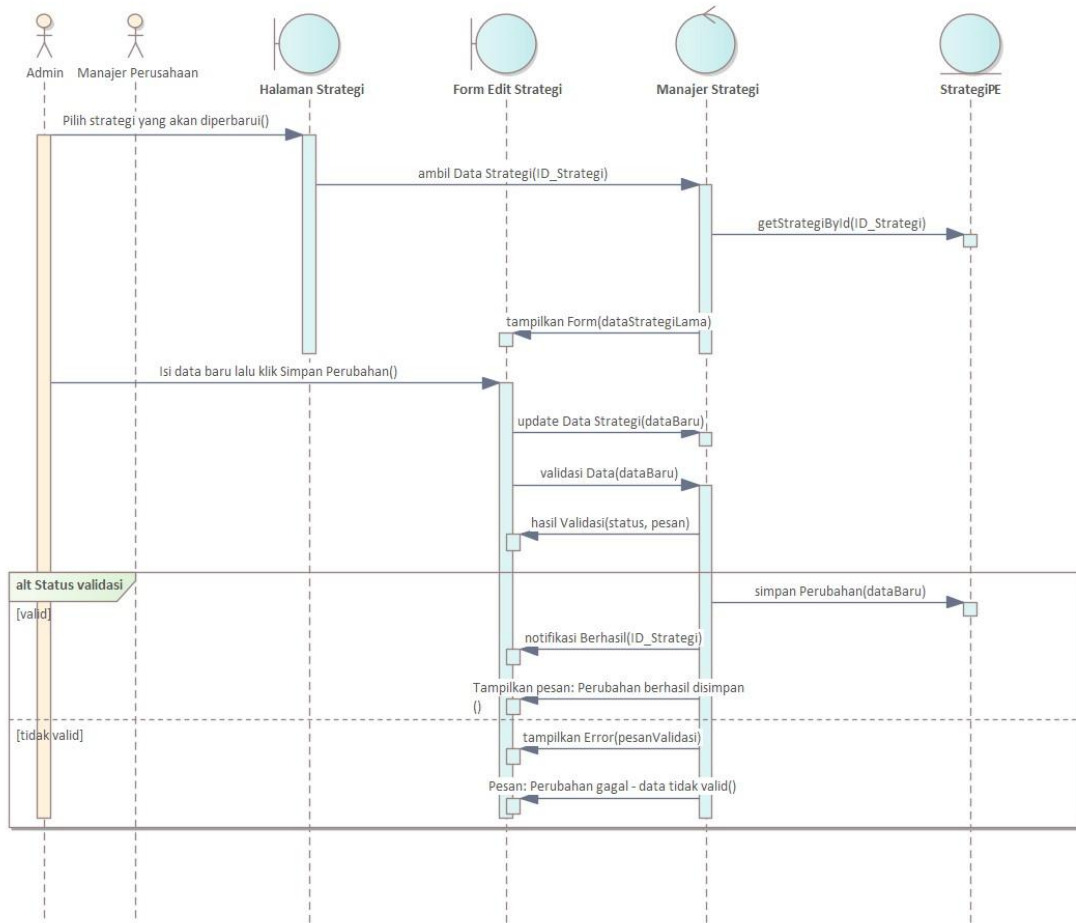 Admin
Manajer Perusahaan
Halaman Strategi
Form Edit Strategi
Manajer Strategi
StrategiPE
Pilih strategi yang akan diperbarui()
ambil Data Strategi(ID_Strategi)
getStrategiById(ID_Strategi)
tampilkan Form(dataStrategiLama)
Isi data baru lalu klik Simpan Perubahan()
update Data Strategi(dataBaru)
validasi Data(dataBaru)
hasil Validasi(status, pesan)
alt Status validasi
simpan Perubahan(dataBaru)
[valid]
notifikasi Berhasil(ID_Strategi)
Tampilkan pesan: Perubahan berhasil disimpan
()
[tidak valid]
tampilkan Error(pesanValidasi)
Pesan: Perubahan gagal - data tidak valid()